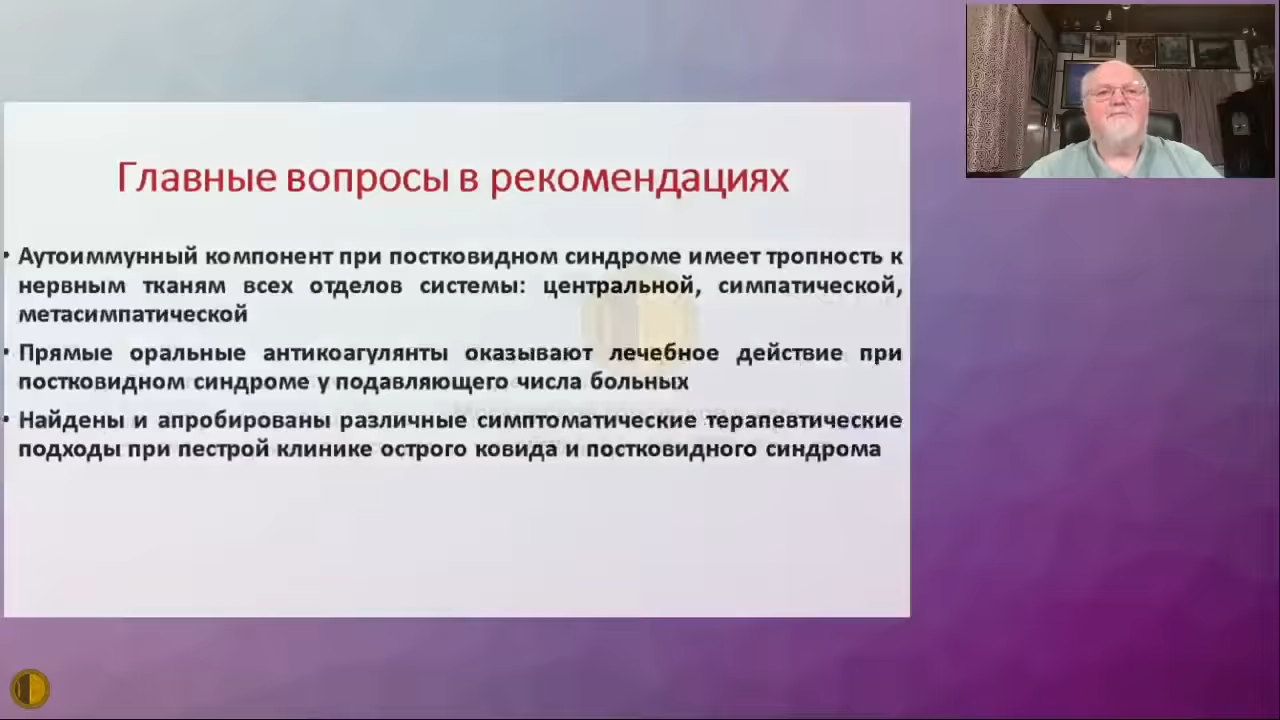 Главные вопросы в рекомендациях
• Аутоиммунный компонент при постковидном синдроме имеет тропность к
нервным тканям всех отделов системы: центральной, симпатической,
метасимпатической
• Прямые оральные антикоагулянты оказывают лечебное действие при
постковидном синдроме у подавляющего числа больных
• Найдены и апробированы различные симптоматические терапевтические
подходы при пестрой клинике острого ковида и постковидного синдрома